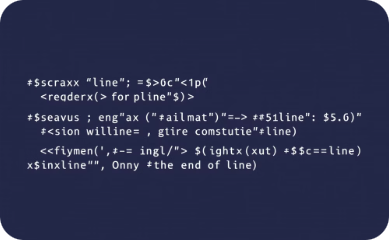 ‡$scraxx “line”; =$>0c”<1p(‘
<reqderx(> for pline”$)>
‡$seavus ; eng”ax (“‡ailmat”)“=–> ‡‡51line”: $5.6)”
‡<sion willine= , gtire comstutie”‡line)
<<fiymen(‘,‡–= ingl/”> $(ightx(xut) +$$c==line)
x$inxline“”, Onny ‡the end of line)